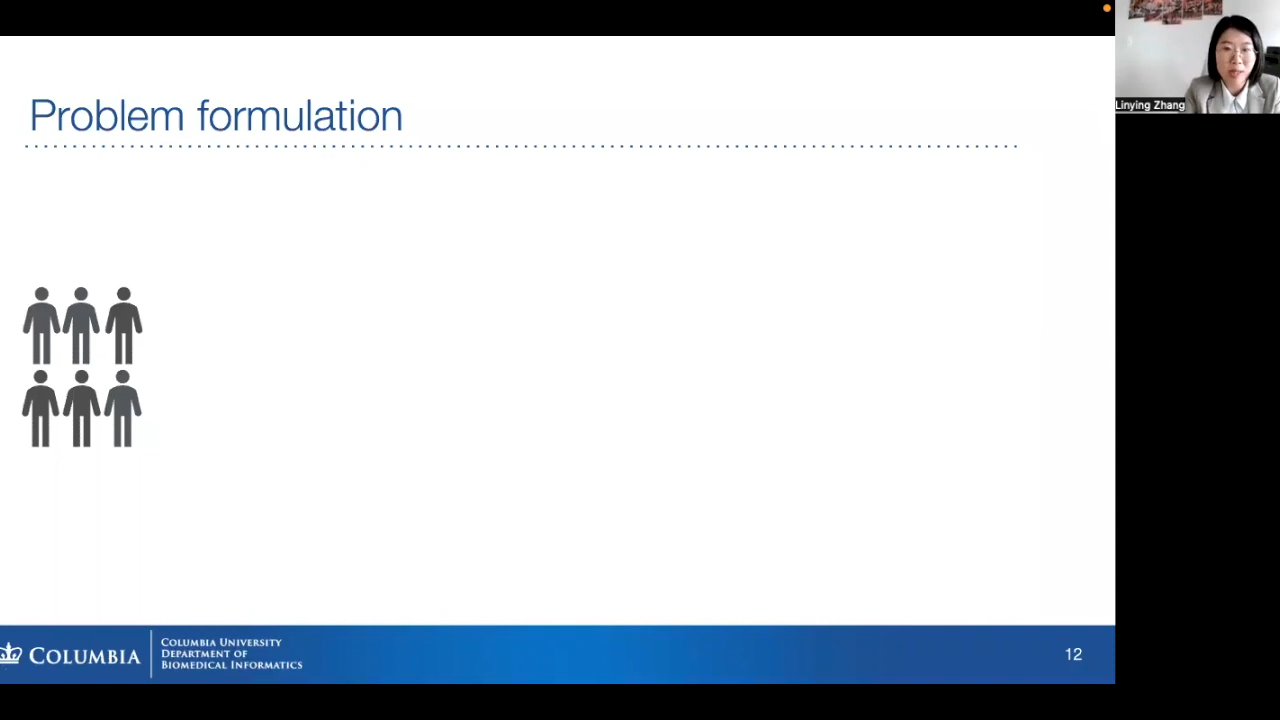 Problem formulation
Linying Zhang
COLUMBIA
COLUMBIA UNIVERSITY
DEPARTMENT OF
BIOMEDICAL INFORMATICS
12